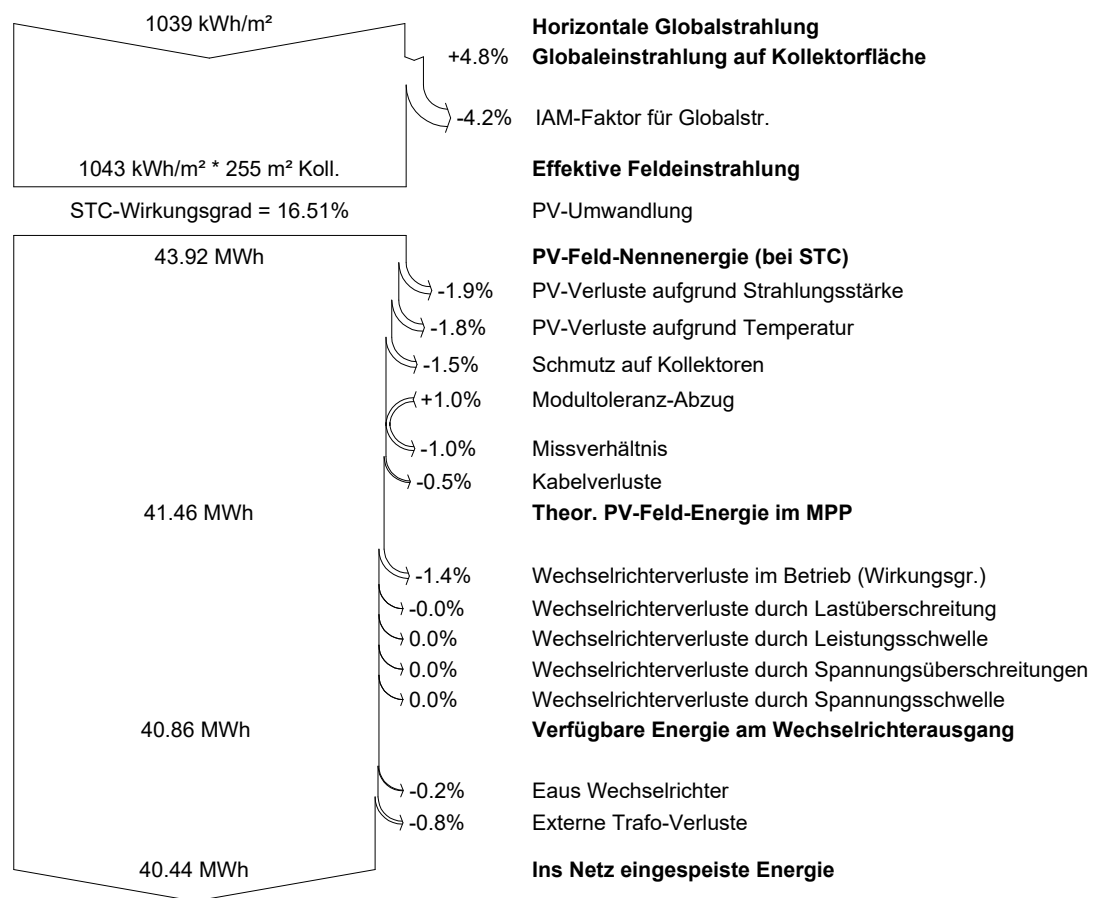 1039 kWh/m² Horizontale Globalstrahlung
+4.8% Globaleinstrahlung auf Kollektorfläche
-4.2% IAM-Faktor für Globalstr.
1043 kWh/m² * 255 m² Koll. Effektive Feldeinstrahlung
STC-Wirkungsgrad = 16.51% PV-Umwandlung
43.92 MWh PV-Feld-Nennenergie (bei STC)
-1.9% PV-Verluste aufgrund Strahlungsstärke
-1.8% PV-Verluste aufgrund Temperatur
-1.5% Schmutz auf Kollektoren
+1.0% Modultoleranz-Abzug
-1.0% Missverhältnis
-0.5% Kabelverluste
41.46 MWh Theor. PV-Feld-Energie im MPP
-1.4% Wechselrichterverluste im Betrieb (Wirkungsgr.)
-0.0% Wechselrichterverluste durch Lastüberschreitung
0.0% Wechselrichterverluste durch Leistungsschwelle
0.0% Wechselrichterverluste durch Spannungsüberschreitungen
0.0% Wechselrichterverluste durch Spannungsschwelle
40.86 MWh Verfügbare Energie am Wechselrichterausgang
-0.2% Eaus Wechselrichter
-0.8% Externe Trafo-Verluste
40.44 MWh Ins Netz eingespeiste Energie